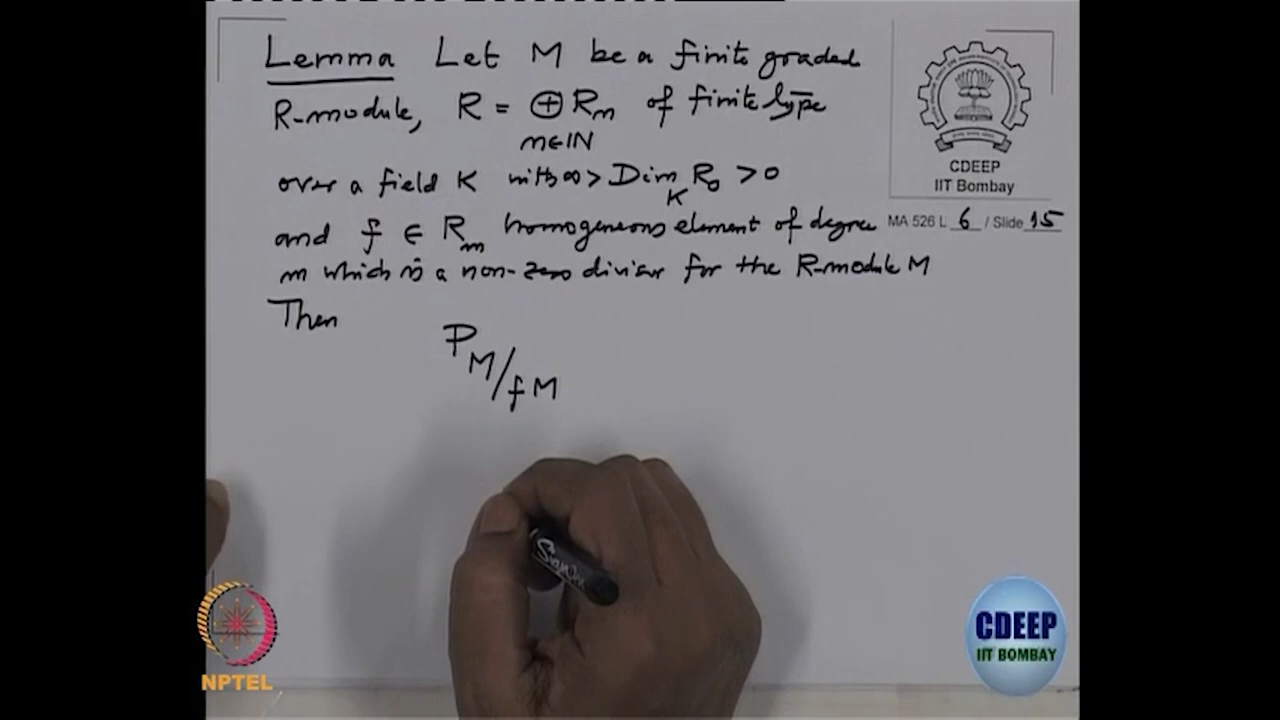 Lemma Let M be a finite graded
R-module, R = ⊕ Rm of finite type
m∈IN
over a field K with ∞ > Dim_K R₀ > 0
and f ∈ Rm homogeneous element of degree
m which is a non-zero divisor for the R-module M
Then
P_{M/fM}
CDEEP
IIT Bombay
MA 526 L 6 / Slide 15
NPTEL
CDEEP
IIT BOMBAY